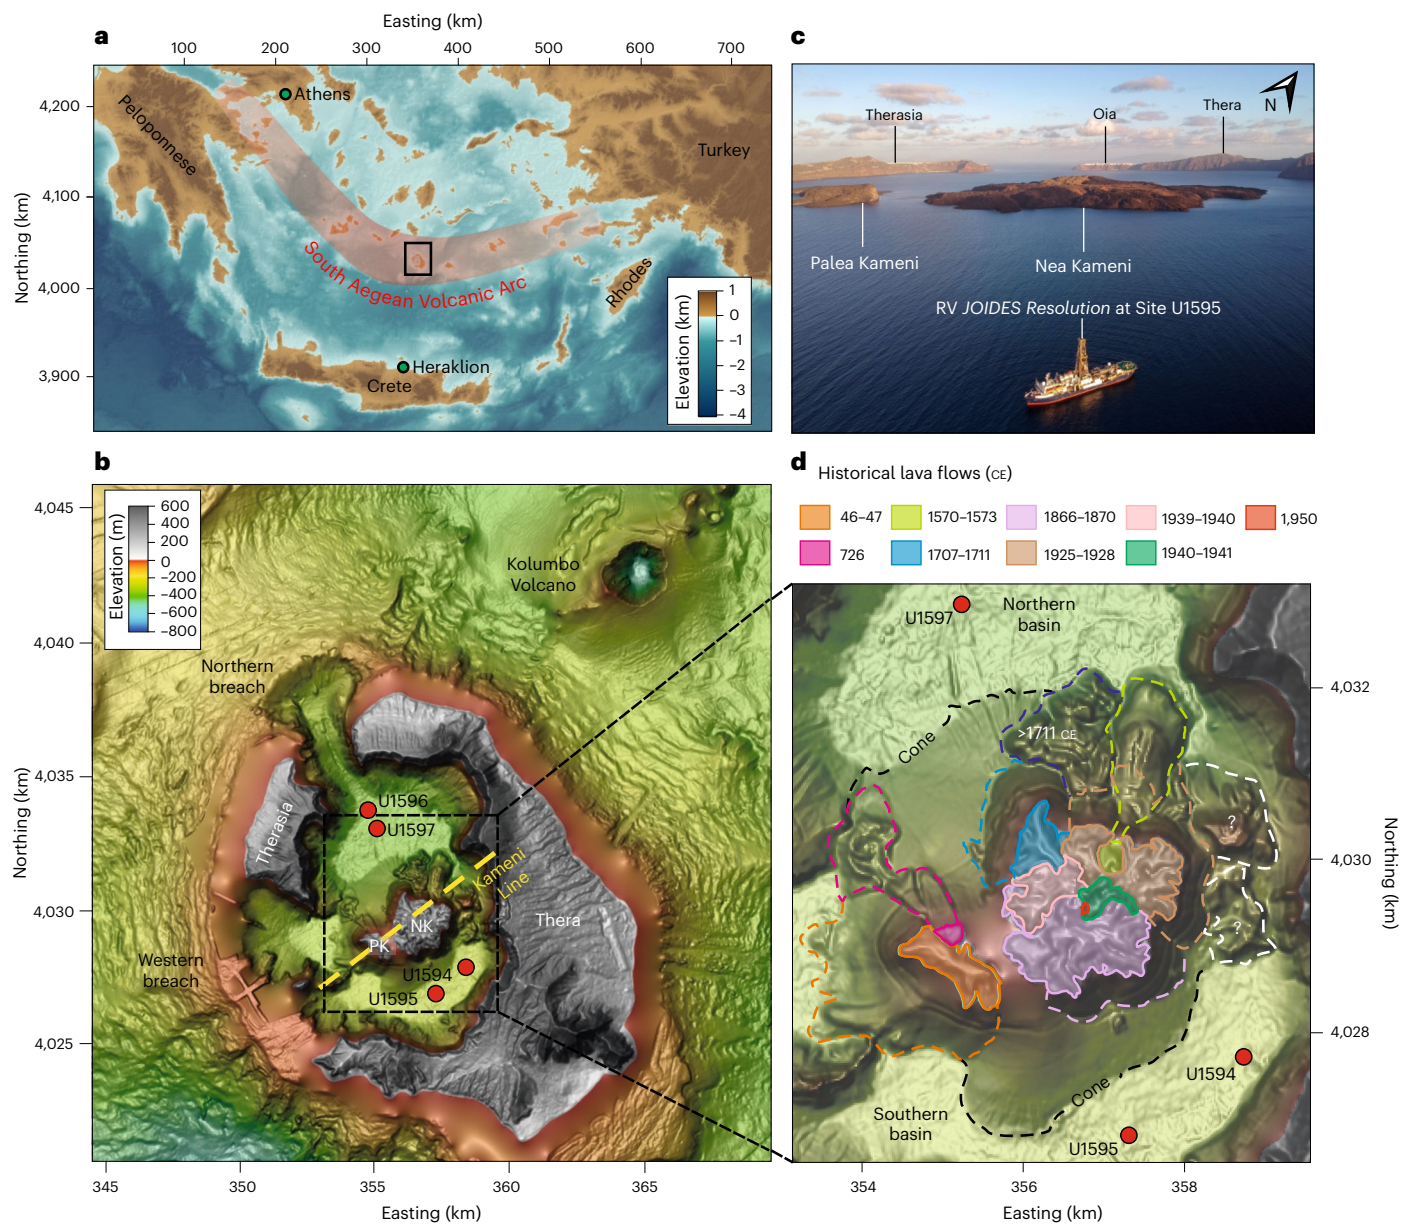 a
Easting (km)
100 200 300 400 500 600 700
Northing (km)
4,200
4,100
4,000
3,900
Athens
Peloponnese
Turkey
South Aegean Volcanic Arc
Rhodes
Heraklion
Crete
Elevation (km)
1
0
–1
–2
–3
–4
c
Therasia
Oia
Thera
N
Palea Kameni
Nea Kameni
RV JOIDES Resolution at Site U1595
b
4,045
4,040
4,035
4,030
4,025
Northing (km)
Elevation (m)
600
400
200
0
–200
–400
–600
–800
Kolumbo
Volcano
Northern
breach
U1596
U1597
Therasia
Kameni
Line
NK
PK
Thera
Western
breach
U1594
U1595
345 350 355 360 365
Easting (km)
d
Historical lava flows (CE)
46–47 1570–1573 1866–1870 1939–1940 1,950
726 1707–1711 1925–1928 1940–1941
U1597
Northern
basin
Cone
>1711 CE
?
?
Cone
Southern
basin
U1594
U1595
4,032
4,030
4,028
Northing (km)
354 356 358
Easting (km)